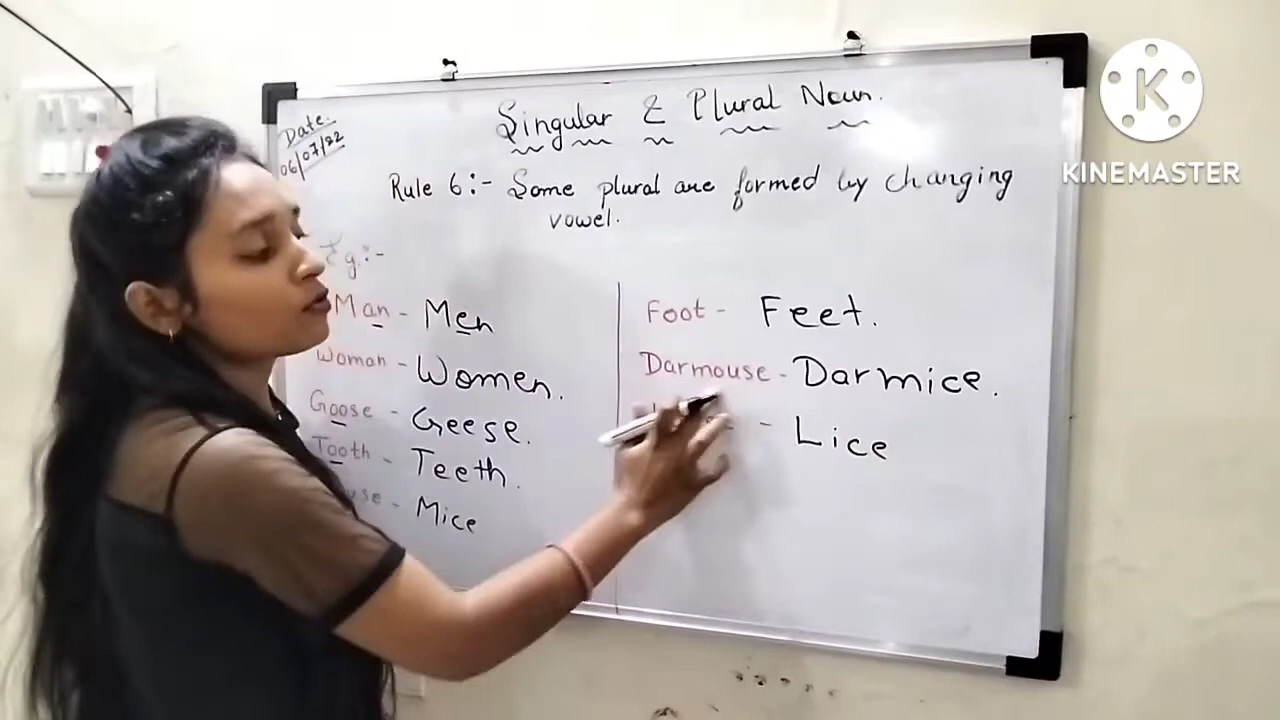 Date.
06/07/22
Singular & Plural Noun.
Rule 6:- Some plural are formed by changing
vowel.
Eg:-
Man - Men
Woman - Women.
Goose - Geese.
Tooth - Teeth.
- Mice
Foot - Feet.
Darmouse - Darmice.
- Lice
KINEMASTER